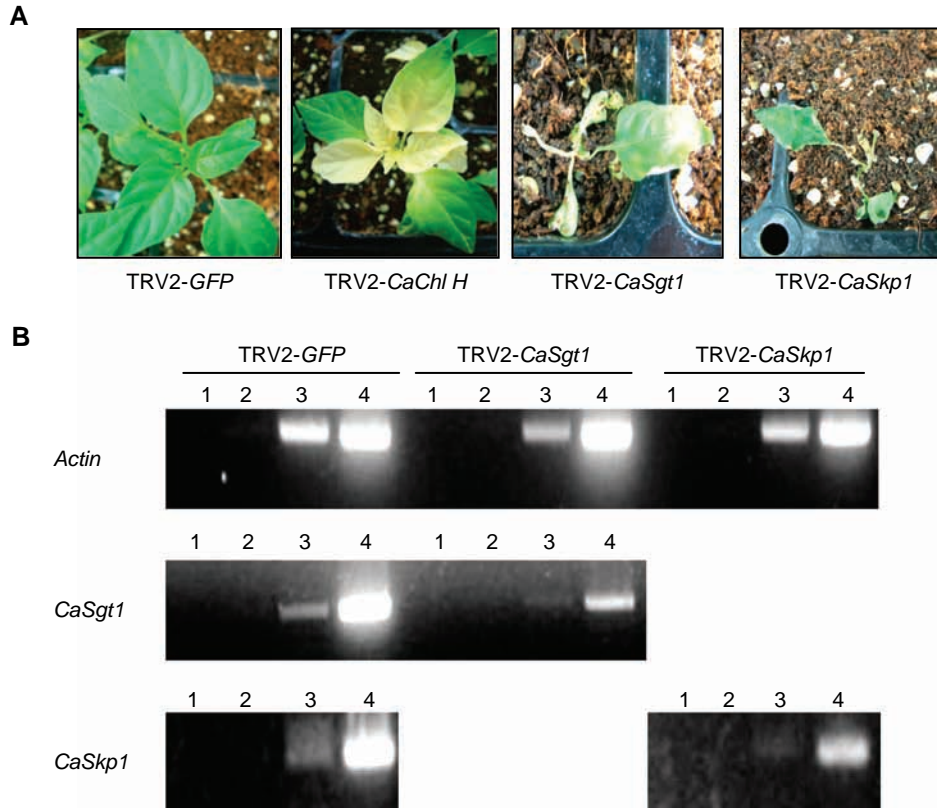 A
TRV2-GFP TRV2-CaChl H TRV2-CaSgt1 TRV2-CaSkp1
B
TRV2-GFP TRV2-CaSgt1 TRV2-CaSkp1
1 2 3 4 1 2 3 4 1 2 3 4
Actin
1 2 3 4 1 2 3 4
CaSgt1
1 2 3 4 1 2 3 4
CaSkp1